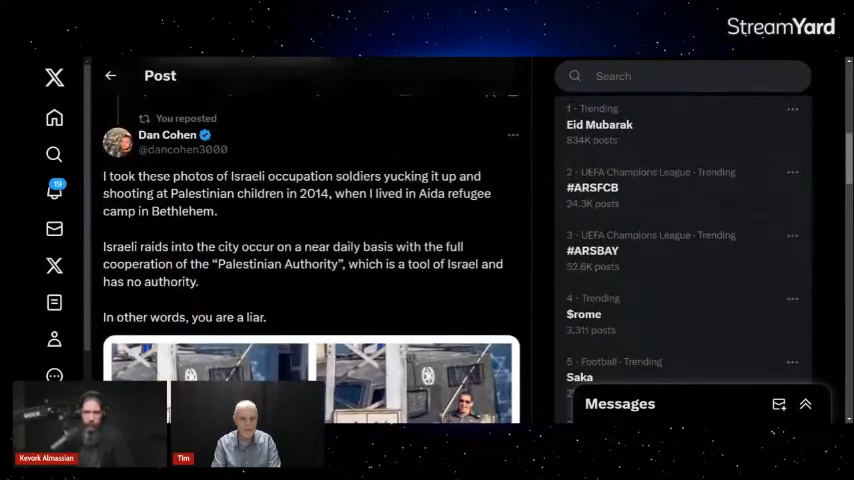 StreamYard
Post
Search
You reposted
Dan Cohen
@dancohen3000
I took these photos of Israeli occupation soldiers yucking it up and
shooting at Palestinian children in 2014, when I lived in Aida refugee
camp in Bethlehem.
Israeli raids into the city occur on a near daily basis with the full
cooperation of the “Palestinian Authority”, which is a tool of Israel and
has no authority.
In other words, you are a liar.
1 · Trending
Eid Mubarak
834K posts
2 · UEFA Champions League · Trending
#ARSFCB
24.3K posts
3 · UEFA Champions League · Trending
#ARSBAY
52.6K posts
4 · Trending
$rome
3,311 posts
5 · Football · Trending
Saka
Messages
19
Kevork Almassian
Tim